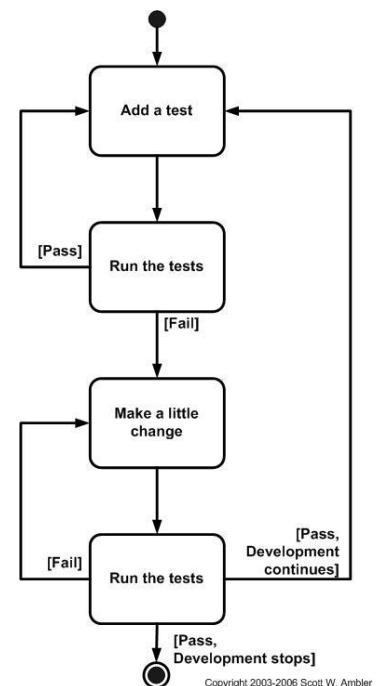 Add a test
[Pass]
Run the tests
[Fail]
Make a little
change
[Fail]
Run the tests
[Pass,
Development
continues]
[Pass,
Development stops]
Copyright 2003-2006 Scott W. Ambler